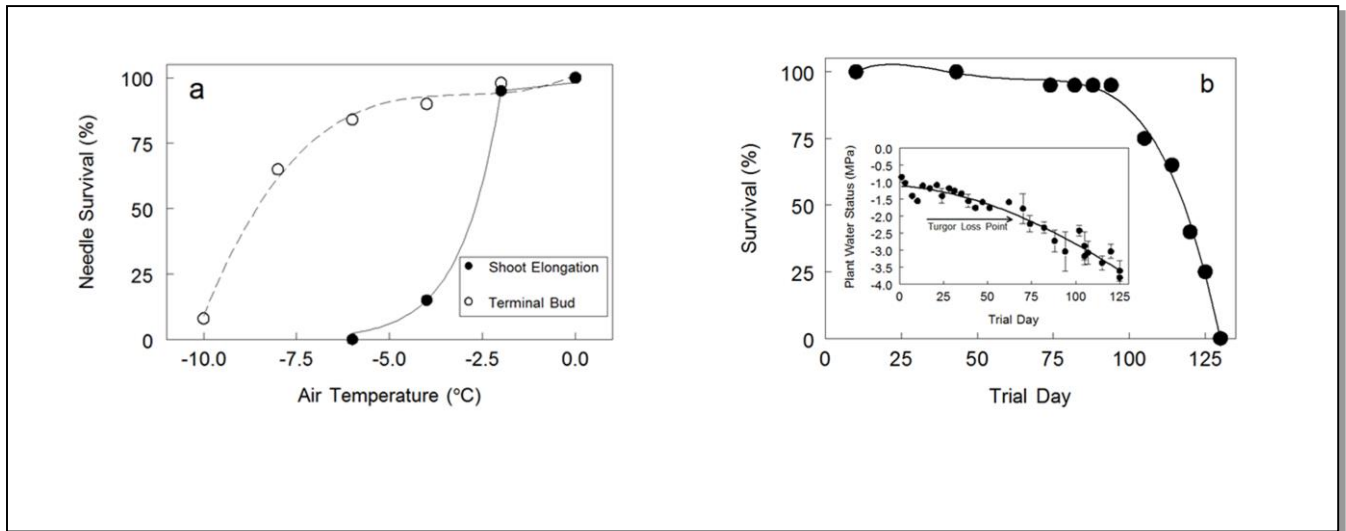 a
Needle Survival (%)
100
75
50
25
0
-10.0 -7.5 -5.0 -2.5 0.0
Air Temperature (°C)
Shoot Elongation
Terminal Bud
b
Survival (%)
100
75
50
25
0
0 25 50 75 100 125
Trial Day
Plant Water Status (MPa)
0.0
-0.5
-1.0
-1.5
-2.0
-2.5
-3.0
-3.5
-4.0
Turgor Loss Point
0 25 50 75 100 125
Trial Day